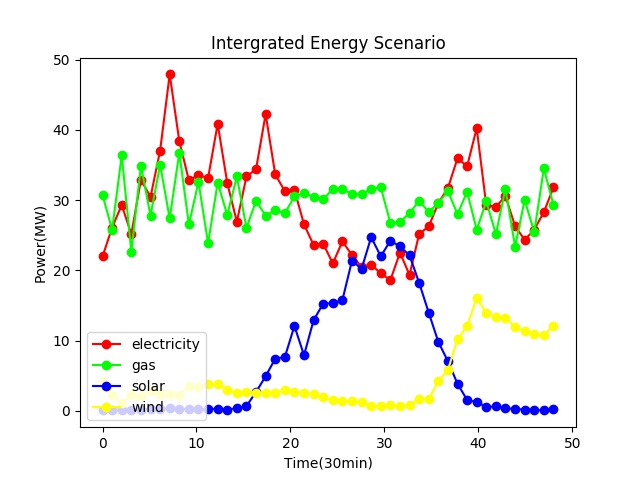 Intergrated Energy Scenario
50
40
30
20
10
0
Power(MW)
electricity
gas
solar
wind
0 10 20 30 40 50
Time(30min)